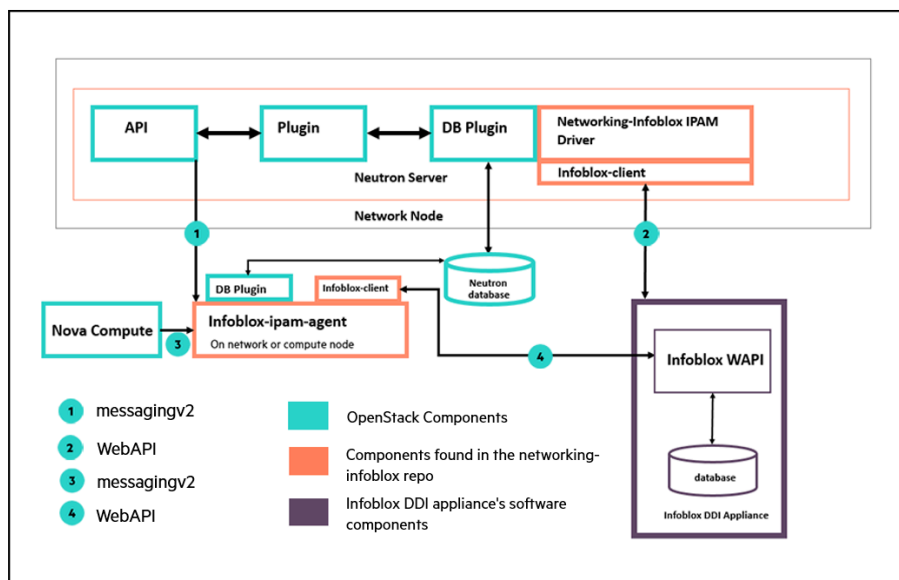 API
Plugin
DB Plugin
Networking-Infoblox IPAM
Driver
Infoblox-client
Neutron Server
Network Node
1
2
DB Plugin
Infoblox-client
Neutron
database
Nova Compute
3
Infoblox-ipam-agent
On network or compute node
4
Infoblox WAPI
database
Infoblox DDI Appliance
1 messagingv2
2 WebAPI
3 messagingv2
4 WebAPI
OpenStack Components
Components found in the networking-
infoblox repo
Infoblox DDI appliance's software
components